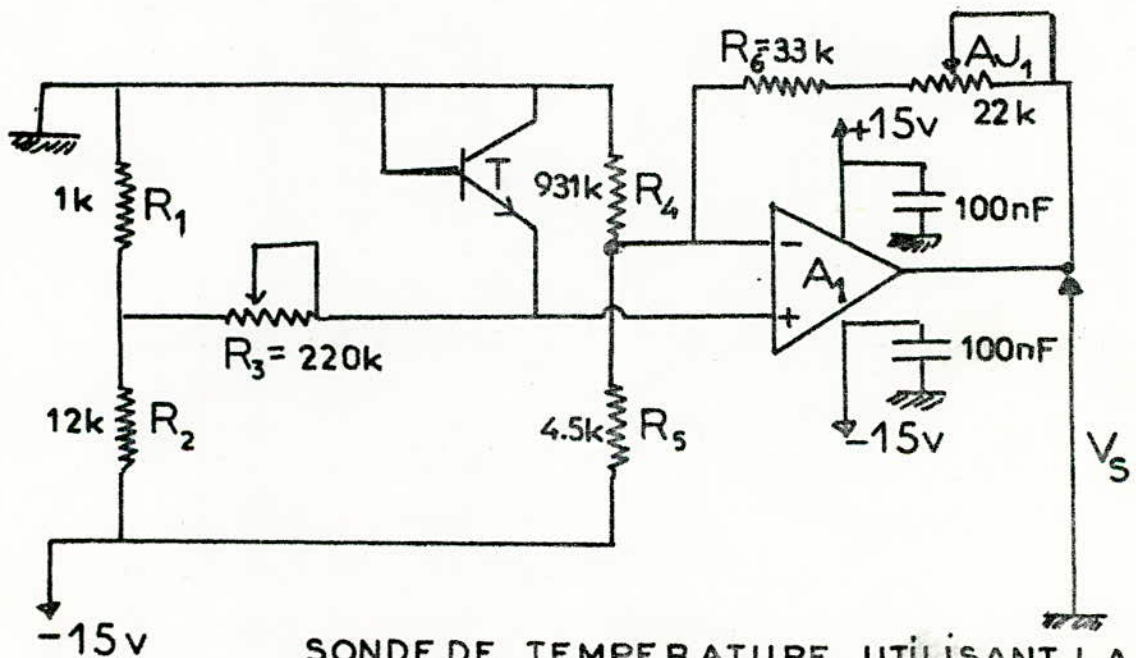 R6=33k
AJ1
22k
+15v
100nF
1k
R1
T
931k
R4
A1
-
+
R3=220k
100nF
12k
R2
4.5k
R5
-15v
VS
-15v
SONDE DE TEMPERATURE UTILISANT LA